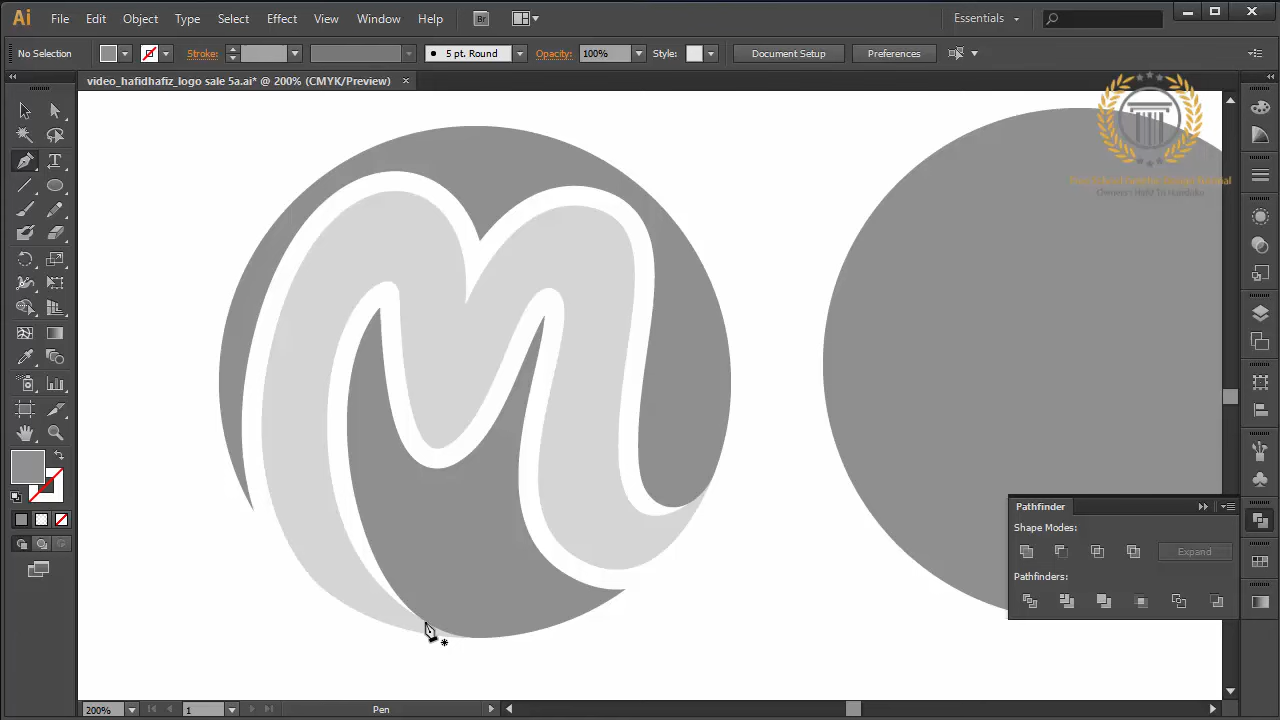 Ai File Edit Object Type Select Effect View Window Help Br Essentials
No Selection Stroke: 5 pt. Round Opacity: 100% Style: Document Setup Preferences
video_hafidhafiz_logo sale 5a.ai* @ 200% (CMYK/Preview)
M
Pathfinder
Shape Modes:
Expand
Pathfinders:
200% 1 Pen